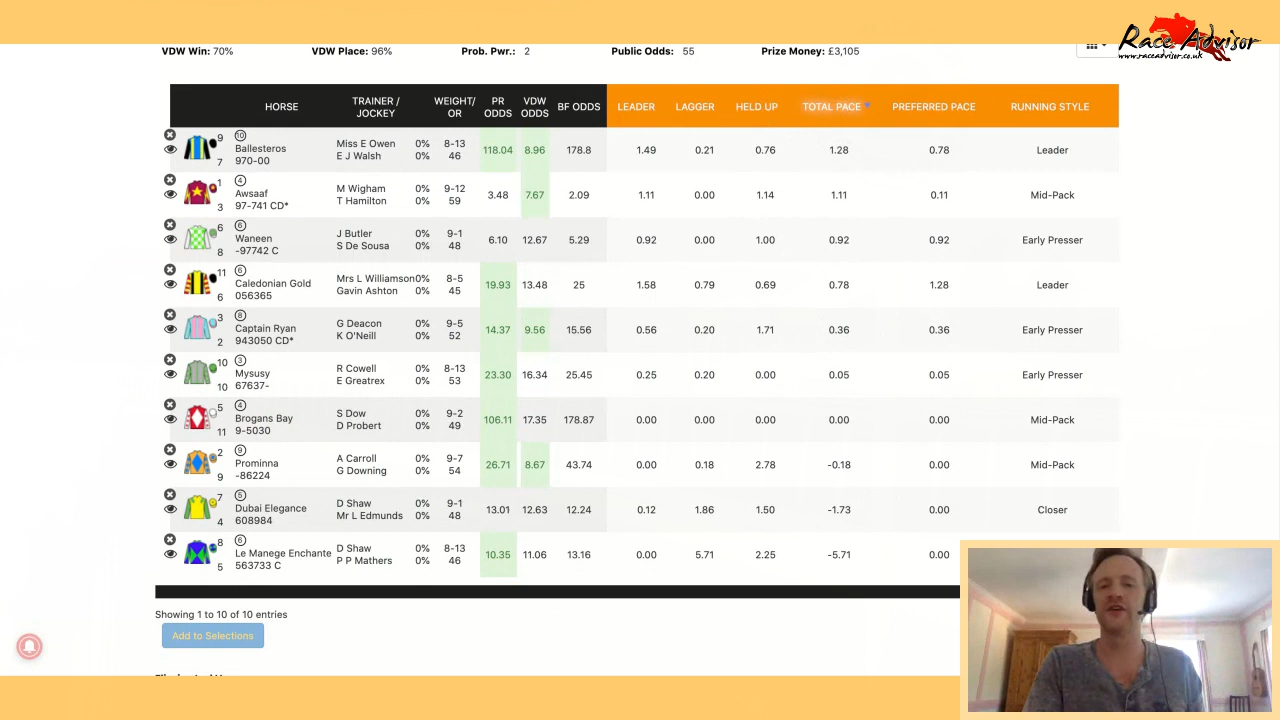 VDW Win: 70% VDW Place: 96% Prob. Pwr.: 2 Public Odds: 55 Prize Money: £3,105
Race Advisor
www.raceadvisor.co.uk
HORSE TRAINER / JOCKEY WEIGHT/ OR PR ODDS VDW ODDS BF ODDS LEADER LAGGER HELD UP TOTAL PACE PREFERRED PACE RUNNING STYLE
9 10 Miss E Owen 0% 8-13
Ballesteros 118.04 8.96 178.8 1.49 0.21 0.76 1.28 0.78 Leader
7 970-00 E J Walsh 0% 46
1 4 M Wigham 0% 9-12
Awsaaf 3.48 7.67 2.09 1.11 0.00 1.14 1.11 0.11 Mid-Pack
3 97-741 CD* T Hamilton 0% 59
6 6 J Butler 0% 9-1
Waneen 6.10 12.67 5.29 0.92 0.00 1.00 0.92 0.92 Early Presser
8 -97742 C S De Sousa 0% 48
11 6 Mrs L Williamson 0% 8-5
Caledonian Gold 19.93 13.48 25 1.58 0.79 0.69 0.78 1.28 Leader
6 056365 Gavin Ashton 0% 45
3 8 G Deacon 0% 9-5
Captain Ryan 14.37 9.56 15.56 0.56 0.20 1.71 0.36 0.36 Early Presser
2 943050 CD* K O'Neill 0% 52
10 3 R Cowell 0% 8-13
Mysusy 23.30 16.34 25.45 0.25 0.20 0.00 0.05 0.05 Early Presser
10 67637- E Greatrex 0% 53
5 4 S Dow 0% 9-2
Brogans Bay 106.11 17.35 178.87 0.00 0.00 0.00 0.00 0.00 Mid-Pack
11 9-5030 D Probert 0% 49
2 9 A Carroll 0% 9-7
Prominna 26.71 8.67 43.74 0.00 0.18 2.78 -0.18 0.00 Mid-Pack
9 -86224 G Downing 0% 54
7 5 D Shaw 0% 9-1
Dubai Elegance 13.01 12.63 12.24 0.12 1.86 1.50 -1.73 0.00 Closer
4 608984 Mr L Edmunds 0% 48
8 6 D Shaw 0% 8-13
Le Manege Enchante 10.35 11.06 13.16 0.00 5.71 2.25 -5.71 0.00
5 563733 C P P Mathers 0% 46
Showing 1 to 10 of 10 entries
Add to Selections